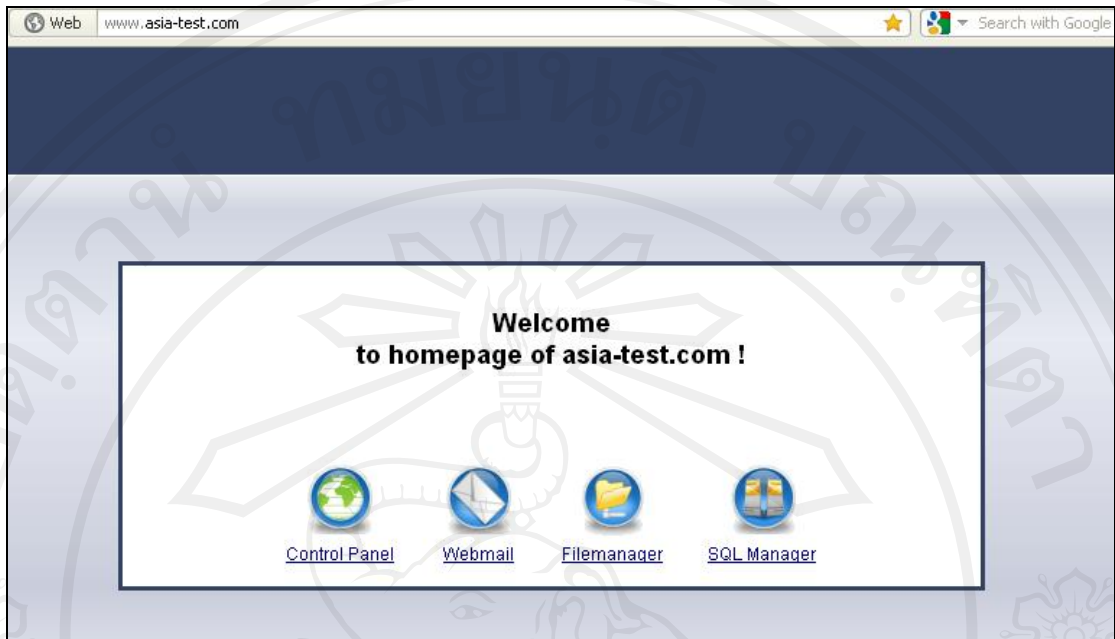 Web
www.asia-test.com
Search with Google
Welcome
to homepage of asia-test.com !
Control Panel
Webmail
Filemanager
SQL Manager